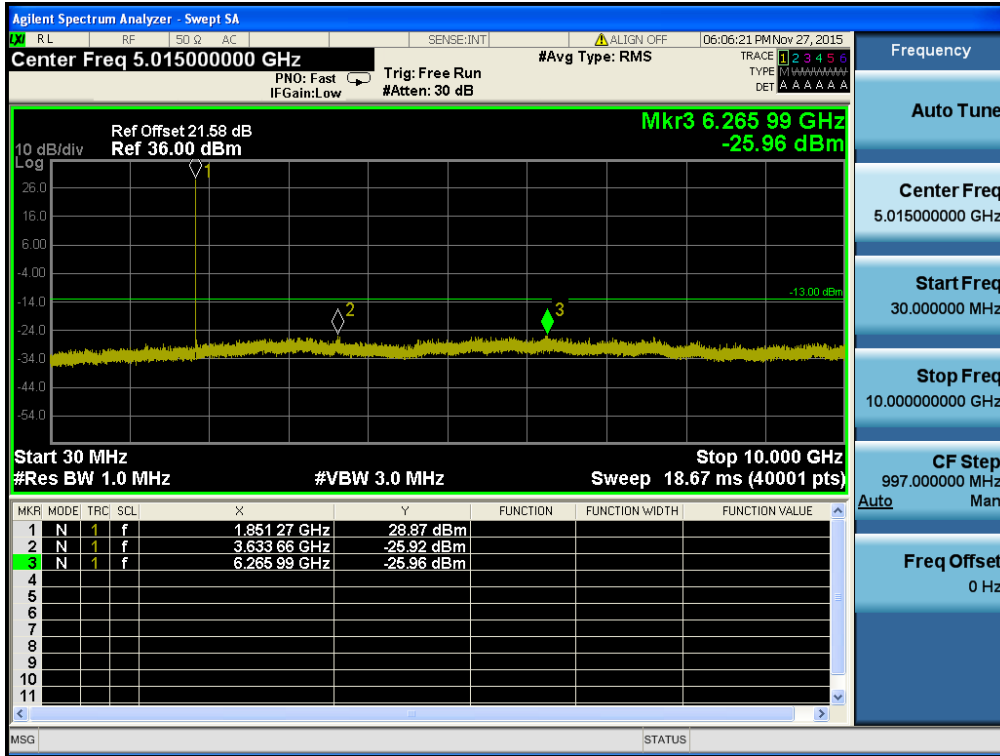 Agilent Spectrum Analyzer - Swept SA
LXI RL RF 50 Ω AC SENSE:INT ALIGN OFF 06:06:21 PM Nov 27, 2015
Center Freq 5.015000000 GHz #Avg Type: RMS TRACE 1 2 3 4 5 6
PNO: Fast Trig: Free Run TYPE M
IFGain:Low #Atten: 30 dB DET A A A A A A
Frequency
Mkr3 6.265 99 GHz
-25.96 dBm
Ref Offset 21.58 dB
10 dB/div Ref 36.00 dBm
Log
1
26.0
16.0
6.00
-4.00
-13.00 dBm
-14.0
2
3
-24.0
-34.0
-44.0
-54.0
Start 30 MHz Stop 10.000 GHz
#Res BW 1.0 MHz #VBW 3.0 MHz Sweep 18.67 ms (40001 pts)
MKR MODE TRC SCL X Y FUNCTION FUNCTION WIDTH FUNCTION VALUE
1 N 1 f 1.851 27 GHz 28.87 dBm
2 N 1 f 3.633 66 GHz -25.92 dBm
3 N 1 f 6.265 99 GHz -25.96 dBm
4
5
6
7
8
9
10
11
MSG STATUS
Auto Tune
Center Freq
5.015000000 GHz
Start Freq
30.000000 MHz
Stop Freq
10.000000000 GHz
CF Step
997.000000 MHz
Auto Man
Freq Offset
0 Hz